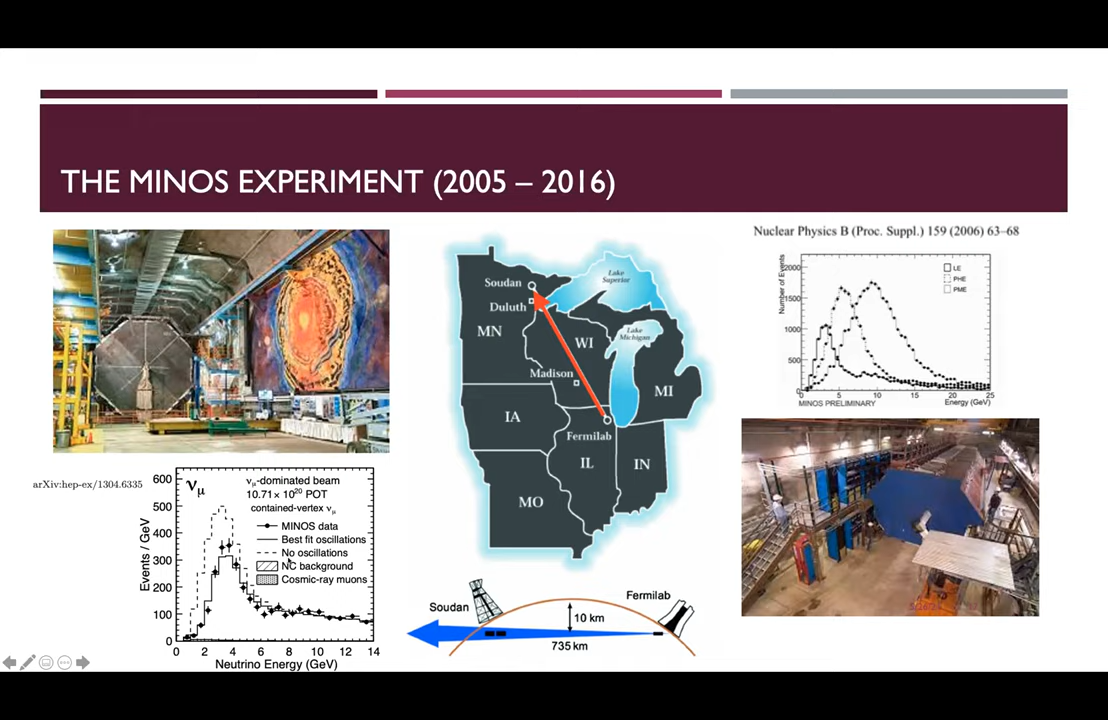 THE MINOS EXPERIMENT (2005 – 2016)
Nuclear Physics B (Proc. Suppl.) 159 (2006) 63–68
Number of Events
2000
1500
1000
500
0
5
10
15
20
25
LE
PHE
PME
MINOS PRELIMINARY
Energy (GeV)
Soudan
Duluth
Lake
Superior
MN
WI
Lake
Michigan
Madison
MI
IA
Fermilab
IL
IN
MO
arXiv:hep-ex/1304.6335
600
500
400
300
200
100
0
Events / GeV
νμ
νμ-dominated beam
10.71× 10²⁰ POT
contained-vertex νμ
MINOS data
Best fit oscillations
No oscillations
NC background
Cosmic-ray muons
0 2 4 6 8 10 12 14
Neutrino Energy (GeV)
Soudan
Fermilab
10 km
735 km